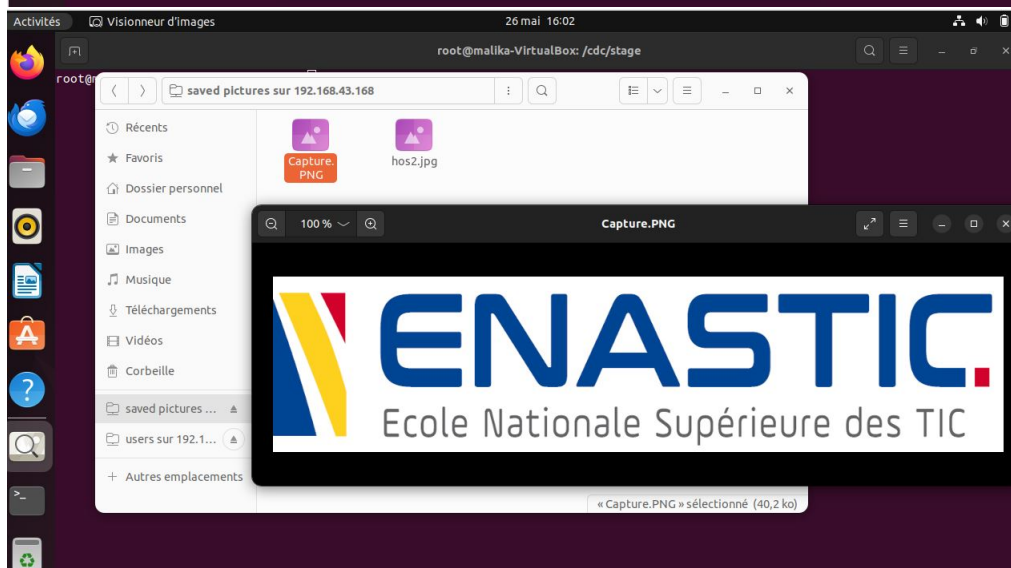 Activités Visionneur d'images 26 mai 16:02
root@malika-VirtualBox: /cdc/stage
root@
saved pictures sur 192.168.43.168
Récents
Favoris
Dossier personnel
Documents
Images
Musique
Téléchargements
Vidéos
Corbeille
saved pictures ...
users sur 192.1...
+ Autres emplacements
Capture.
PNG
hos2.jpg
100 % Capture.PNG
ENASTIC.
Ecole Nationale Supérieure des TIC
« Capture.PNG » sélectionné (40,2 ko)